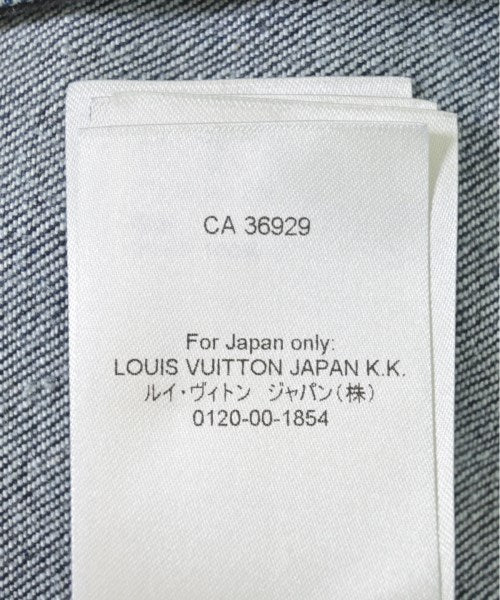 CA 36929
For Japan only:
LOUIS VUITTON JAPAN K.K.
ルイ・ヴィトン ジャパン(株)
0120-00-1854